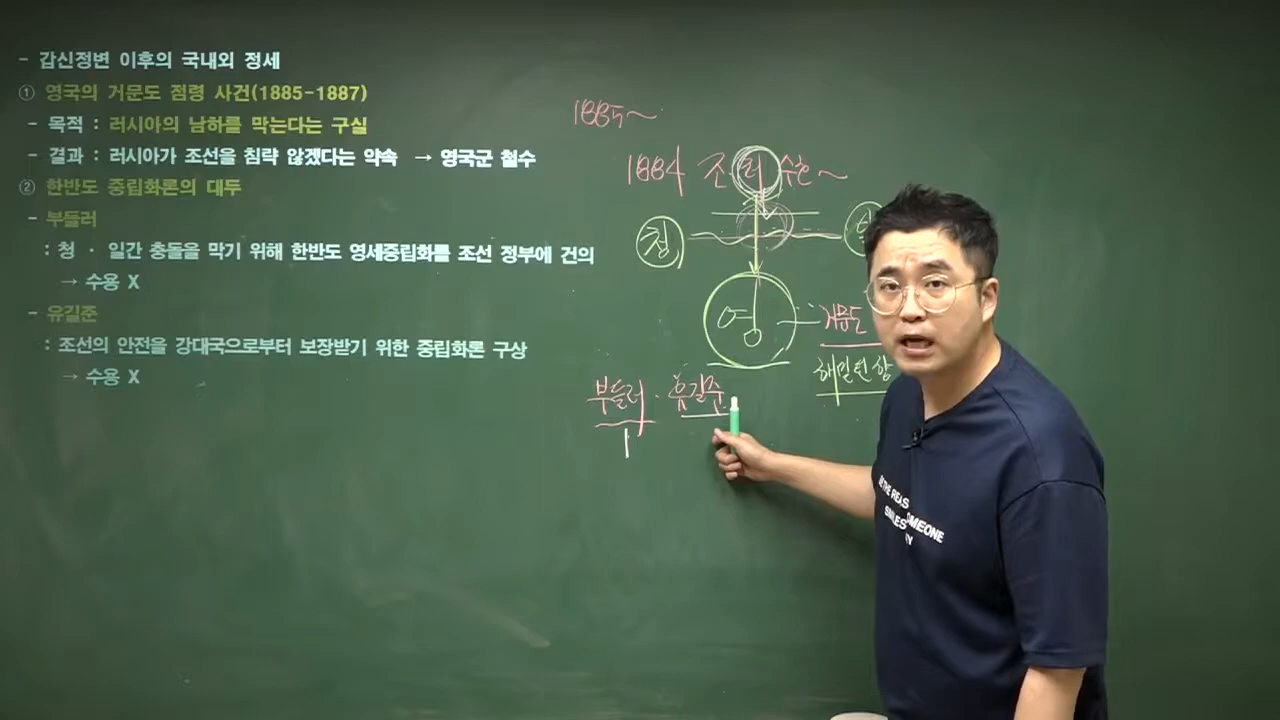 - 갑신정변 이후의 국내외 정세
① 영국의 거문도 점령 사건(1885-1887)
- 목적 : 러시아의 남하를 막는다는 구실
- 결과 : 러시아가 조선을 침략 않겠다는 약속 → 영국군 철수
② 한반도 중립화론의 대두
- 부들러
: 청 · 일간 충돌을 막기 위해 한반도 영세중립화를 조선 정부에 건의
→ 수용 X
- 유길준
: 조선의 안전을 강대국으로부터 보장받기 위한 중립화론 구상
→ 수용 X
1885~
1884 조·러 수호~
청
영
거문도
해밀턴항
부들러 · 유길준
SMILES